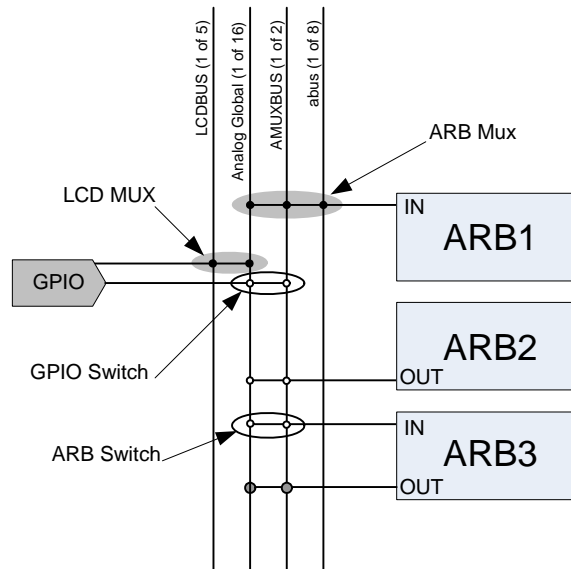 LCDBUS (1 of 5)
Analog Global (1 of 16)
AMUXBUS (1 of 2)
abus (1 of 8)
ARB Mux
LCD MUX
IN
ARB1
GPIO
ARB2
GPIO Switch
OUT
IN
ARB3
ARB Switch
OUT